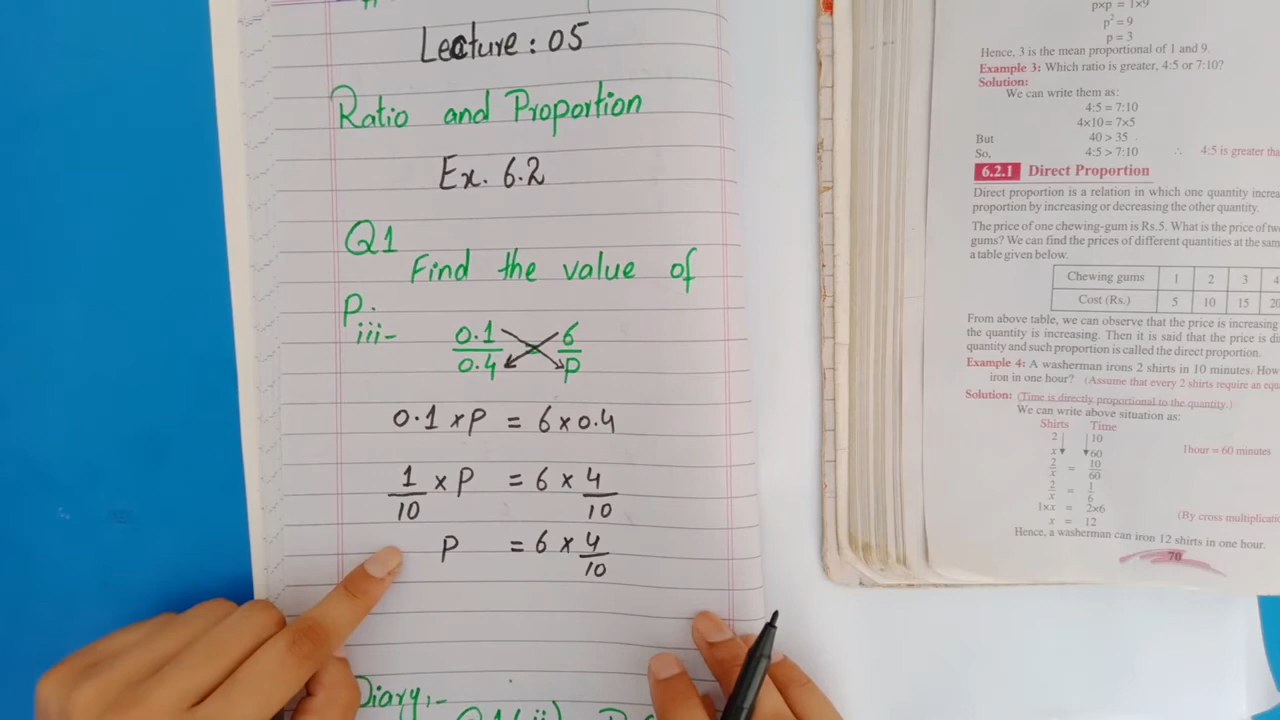 Lecture : 05
Ratio and Proportion
Ex. 6.2
Q1
Find the value of
P.
iii- 0.1/0.4 6/P
0.1 x P = 6 x 0.4
1/10 x P = 6 x 4/10
P = 6 x 4/10
Diary:-
p×p = 1×9
p² = 9
p = 3
Hence, 3 is the mean proportional of 1 and 9.
Example 3: Which ratio is greater, 4:5 or 7:10?
Solution:
We can write them as:
4:5 = 7:10
4×10 = 7×5
But 40 > 35
So, 4:5 > 7:10 ∴ 4:5 is greater
6.2.1 Direct Proportion
Direct proportion is a relation in which one quantity
proportion by increasing or decreasing the other quantity.
The price of one chewing-gum is Rs.5. What is the price of
gums? We can find the prices of different quantities at the
a table given below.
Chewing gums 1 2 3 4
Cost (Rs.) 5 10 15
From above table, we can observe that the price is increasing
the quantity is increasing. Then it is said that the price is
quantity and such proportion is called the direct proportion.
Example 4: A washerman irons 2 shirts in 10 minutes. How
iron in one hour? (Assume that every 2 shirts require an
Solution: (Time is directly proportional to the quantity.)
We can write above situation as:
Shirts Time
2 10
x 60 1hour = 60 minutes
2/x = 10/60
2/x = 1/6
1×x = 2×6 (By cross
x = 12
Hence, a washerman can iron 12 shirts in one hour.
70